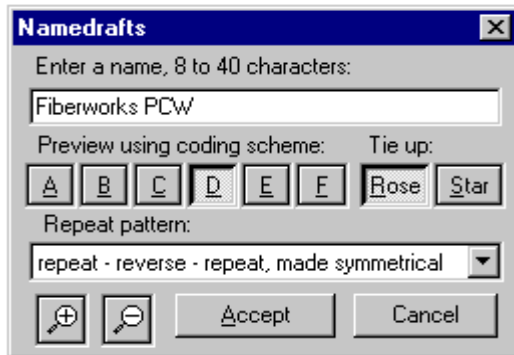 Namedrafts
Enter a name, 8 to 40 characters:
Fiberworks PCW
Preview using coding scheme: Tie up:
A B C D E F Rose Star
Repeat pattern:
repeat - reverse - repeat, made symmetrical
Accept Cancel